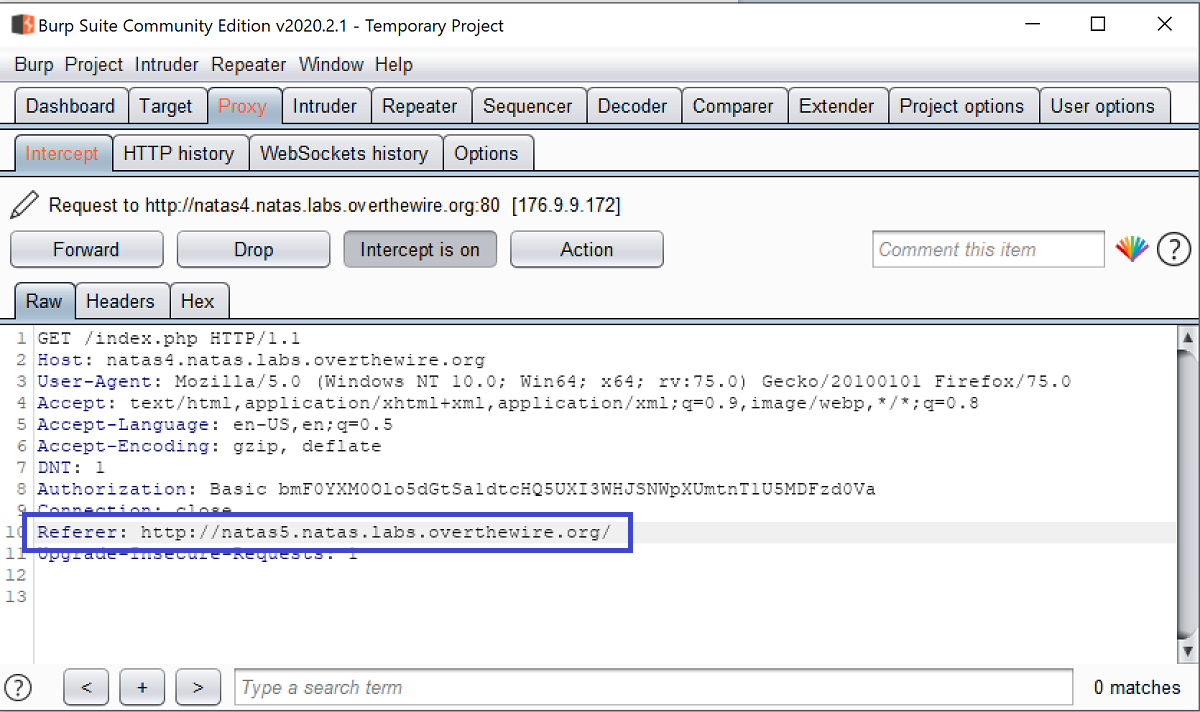 Burp Suite Community Edition v2020.2.1 - Temporary Project
Burp Project Intruder Repeater Window Help
Dashboard Target Proxy Intruder Repeater Sequencer Decoder Comparer Extender Project options User options
Intercept HTTP history WebSockets history Options
Request to http://natas4.natas.labs.overthewire.org:80 [176.9.9.172]
Forward Drop Intercept is on Action Comment this item ?
Raw Headers Hex
1 GET /index.php HTTP/1.1
2 Host: natas4.natas.labs.overthewire.org
3 User-Agent: Mozilla/5.0 (Windows NT 10.0; Win64; x64; rv:75.0) Gecko/20100101 Firefox/75.0
4 Accept: text/html,application/xhtml+xml,application/xml;q=0.9,image/webp,*/*;q=0.8
5 Accept-Language: en-US,en;q=0.5
6 Accept-Encoding: gzip, deflate
7 DNT: 1
8 Authorization: Basic
9 Connection: close
10 Referer: http://natas5.natas.labs.overthewire.org/
11 Upgrade-Insecure-Requests: 1
12
13
? < + > Type a search term 0 matches